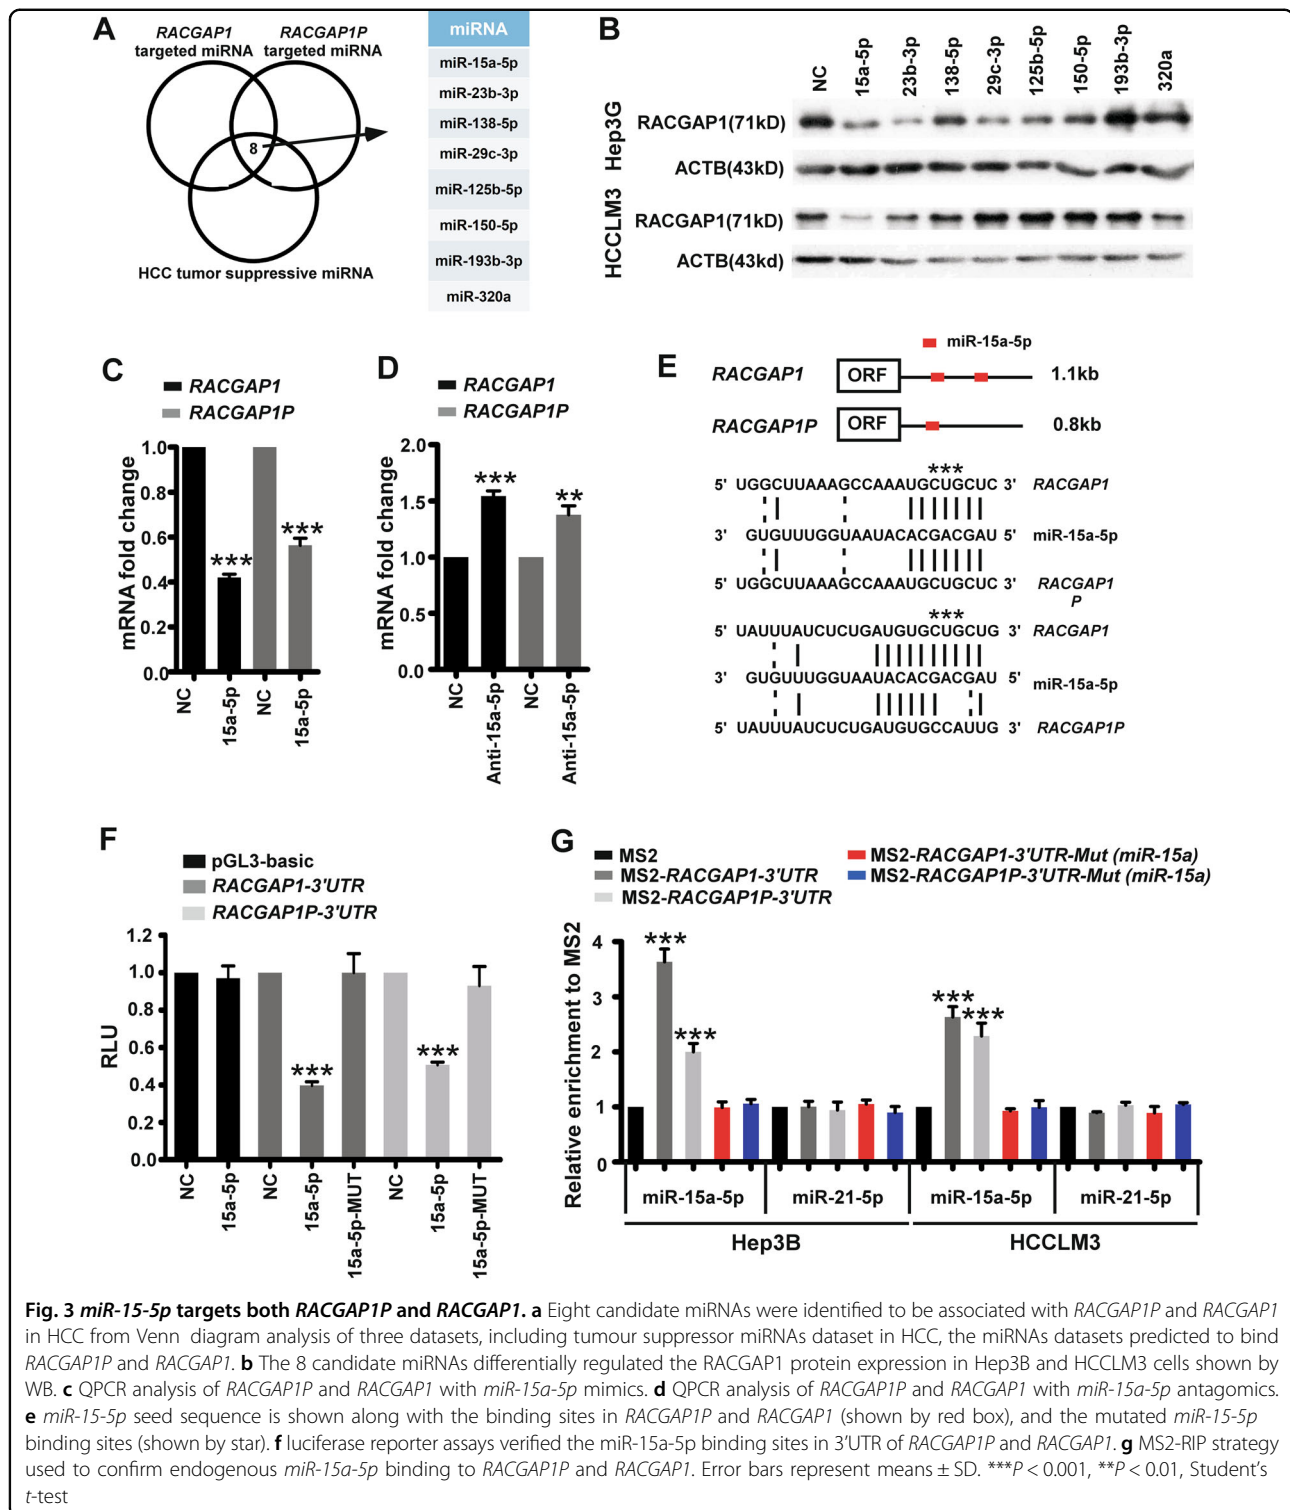 A
RACGAP1 targeted miRNA
RACGAP1P targeted miRNA
8
HCC tumor suppressive miRNA
miRNA
miR-15a-5p
miR-23b-3p
miR-138-5p
miR-29c-3p
miR-125b-5p
miR-150-5p
miR-193b-3p
miR-320a
B
NC 15a-5p 23b-3p 138-5p 29c-3p 125b-5p 150-5p 193b-3p 320a
Hep3G
RACGAP1(71kD)
ACTB(43kD)
HCCLM3
RACGAP1(71kD)
ACTB(43kd)
C
RACGAP1
RACGAP1P
mRNA fold change
1.0
0.8
0.6
0.4
0.2
0.0
*** ***
NC 15a-5p NC 15a-5p
D
RACGAP1
RACGAP1P
mRNA fold change
2.0
1.5
1.0
0.5
0.0
*** **
NC Anti-15a-5p NC Anti-15a-5p
E
miR-15a-5p
RACGAP1 ORF 1.1kb
RACGAP1P ORF 0.8kb
***
5' UGGCUUAAAGCCAAAUGCUGCUC 3' RACGAP1
3' GUGUUUGGUAAUACACGACGAU 5' miR-15a-5p
5' UGGCUUAAAGCCAAAUGCUGCUC 3' RACGAP1
P
***
5' UAUUUAUCUCUGAUGUGCUGCUG 3' RACGAP1
3' GUGUUUGGUAAUACACGACGAU 5' miR-15a-5p
5' UAUUUAUCUCUGAUGUGCCAUUG 3' RACGAP1P
F
pGL3-basic
RACGAP1-3'UTR
RACGAP1P-3'UTR
RLU
1.2
1.0
0.8
0.6
0.4
0.2
0.0
*** ***
NC 15a-5p NC 15a-5p 15a-5p-MUT NC 15a-5p 15a-5p-MUT
G
MS2
MS2-RACGAP1-3'UTR
MS2-RACGAP1P-3'UTR
MS2-RACGAP1-3'UTR-Mut (miR-15a)
MS2-RACGAP1P-3'UTR-Mut (miR-15a)
Relative enrichment to MS2
4
3
2
1
0
*** *** *** ***
miR-15a-5p miR-21-5p miR-15a-5p miR-21-5p
Hep3B HCCLM3
Fig. 3 miR-15-5p targets both RACGAP1P and RACGAP1. a Eight candidate miRNAs were identified to be associated with RACGAP1P and RACGAP1
in HCC from Venn diagram analysis of three datasets, including tumour suppressor miRNAs dataset in HCC, the miRNAs datasets predicted to bind
RACGAP1P and RACGAP1. b The 8 candidate miRNAs differentially regulated the RACGAP1 protein expression in Hep3B and HCCLM3 cells shown by
WB. c QPCR analysis of RACGAP1P and RACGAP1 with miR-15a-5p mimics. d QPCR analysis of RACGAP1P and RACGAP1 with miR-15a-5p antagomics.
e miR-15-5p seed sequence is shown along with the binding sites in RACGAP1P and RACGAP1 (shown by red box), and the mutated miR-15-5p
binding sites (shown by star). f luciferase reporter assays verified the miR-15a-5p binding sites in 3'UTR of RACGAP1P and RACGAP1. g MS2-RIP strategy
used to confirm endogenous miR-15a-5p binding to RACGAP1P and RACGAP1. Error bars represent means ± SD. ***P < 0.001, **P < 0.01, Student's
t-test